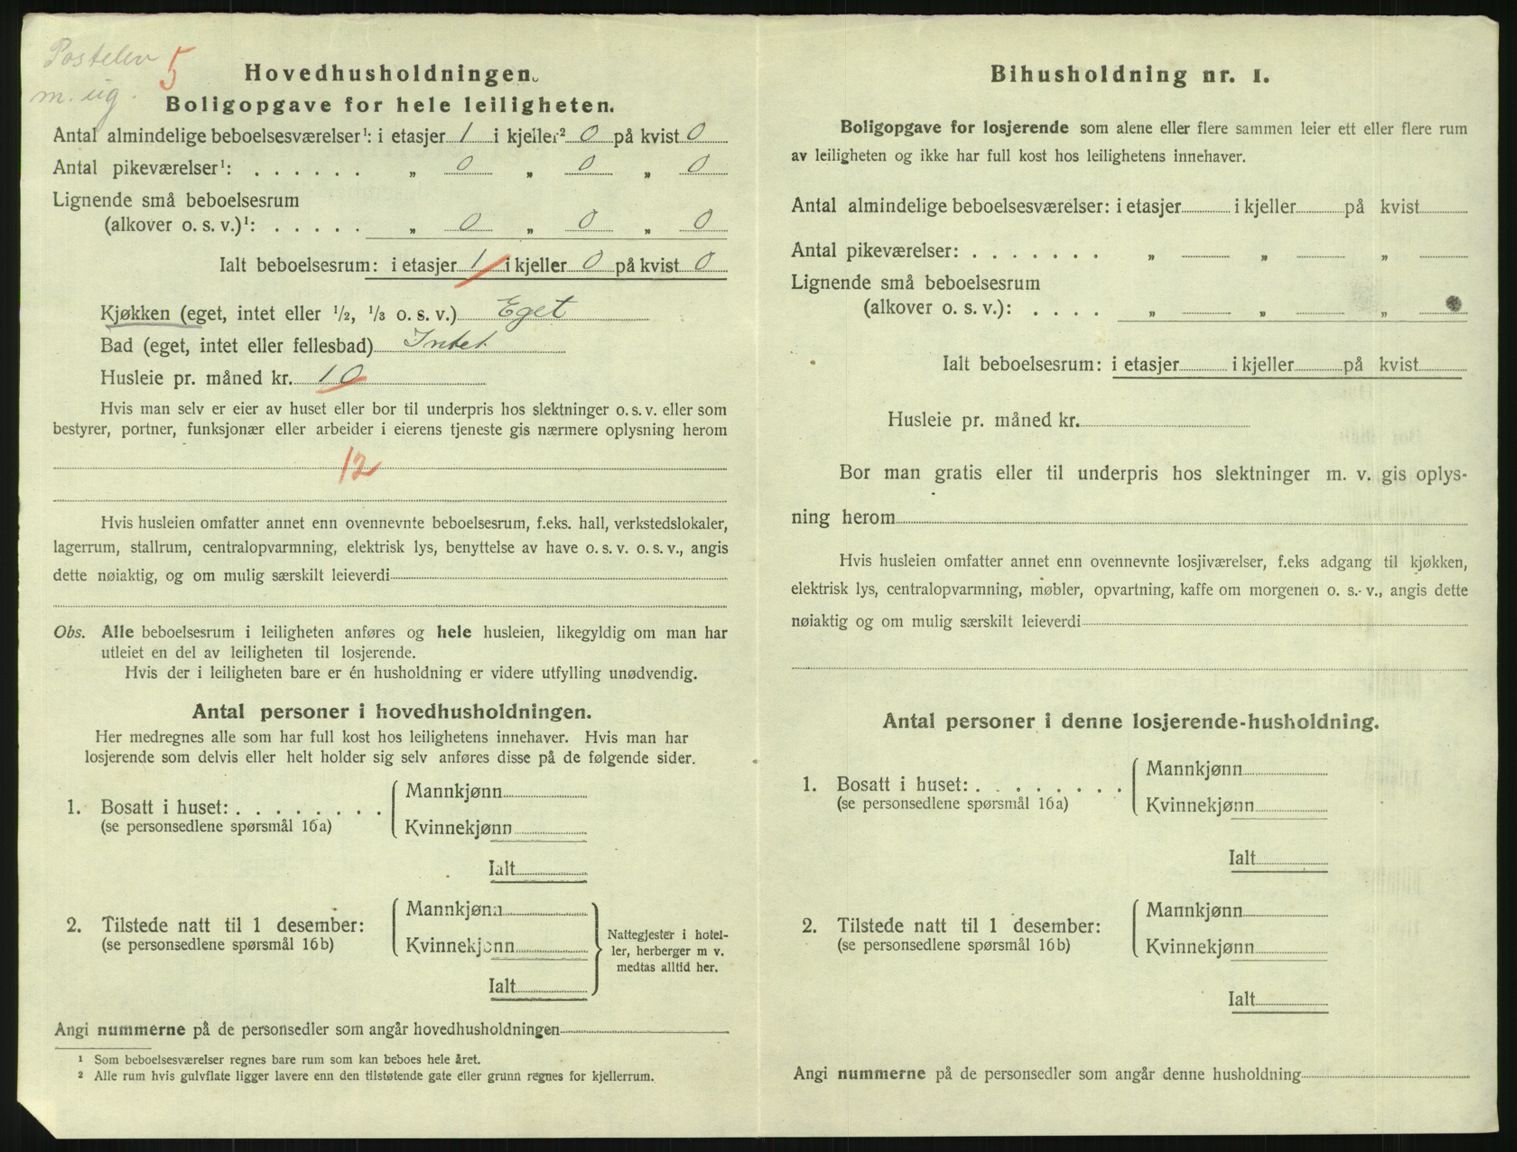 Postelev
m. ug.
5
Hovedhusholdningen.
Boligopgave for hele leiligheten.
Antal almindelige beboelsesværelser¹: i etasjer 1 i kjeller² 0 på kvist 0
Antal pikeværelser¹: . . . . . . „ 0 „ 0 „ 0
Lignende små beboelsesrum
(alkover o. s. v.)¹: . . . . . „ 0 „ 0 „ 0
Ialt beboelsesrum: i etasjer 1 i kjeller 0 på kvist 0
Kjøkken (eget, intet eller ½, ⅓ o. s. v.) Eget
Bad (eget, intet eller fellesbad) Intet
Husleie pr. måned kr. 10
Hvis man selv er eier av huset eller bor til underpris hos slektninger o. s. v. eller som
bestyrer, portner, funksjonær eller arbeider i eierens tjeneste gis nærmere oplysning herom
12
Hvis husleien omfatter annet enn ovennevnte beboelsesrum, f.eks. hall, verkstedslokaler,
lagerrum, stallrum, centralopvarmning, elektrisk lys, benyttelse av have o. s. v. o. s. v., angis
dette nøiaktig, og om mulig særskilt leieverdi
Obs. Alle beboelsesrum i leiligheten anføres og hele husleien, likegyldig om man har
utleiet en del av leiligheten til losjerende.
Hvis der i leiligheten bare er én husholdning er videre utfylling unødvendig.
Antal personer i hovedhusholdningen.
Her medregnes alle som har full kost hos leilighetens innehaver. Hvis man har
losjerende som delvis eller helt holder sig selv anføres disse på de følgende sider.
1. Bosatt i huset: . . . . . . . .
(se personsedlene spørsmål 16a)
Mannkjønn
Kvinnekjønn
Ialt
2. Tilstede natt til 1 desember:
(se personsedlene spørsmål 16b)
Mannkjønn
Kvinnekjønn
Ialt
Nattegjester i hotel-
ler, herberger m v.
medtas alltid her.
Angi nummerne på de personsedler som angår hovedhusholdningen
¹ Som beboelsesværelser regnes bare rum som kan beboes hele året.
² Alle rum hvis gulvflate ligger lavere enn den tilstøtende gate eller grunn regnes for kjellerrum.
Bihusholdning nr. 1.
Boligopgave for losjerende som alene eller flere sammen leier ett eller flere rum
av leiligheten og ikke har full kost hos leilighetens innehaver.
Antal almindelige beboelsesværelser: i etasjer i kjeller på kvist
Antal pikeværelser: . . . . . . . „ „ „
Lignende små beboelsesrum
(alkover o. s. v.): . . . . „ „ „
Ialt beboelsesrum: i etasjer i kjeller på kvist
Husleie pr. måned kr.
Bor man gratis eller til underpris hos slektninger m. v. gis oplys-
ning herom
Hvis husleien omfatter annet enn ovennevnte losjiværelser, f.eks adgang til kjøkken,
elektrisk lys, centralopvarmning, møbler, opvartning, kaffe om morgenen o. s. v., angis dette
nøiaktig og om mulig særskilt leieverdi
Antal personer i denne losjerende-husholdning.
1. Bosatt i huset: . . . . . . . .
(se personsedlene spørsmål 16a)
Mannkjønn
Kvinnekjønn
Ialt
2. Tilstede natt til 1 desember:
(se personsedlene spørsmål 16b)
Mannkjønn
Kvinnekjønn
Ialt
Angi nummerne på de personsedler som angår denne husholdning